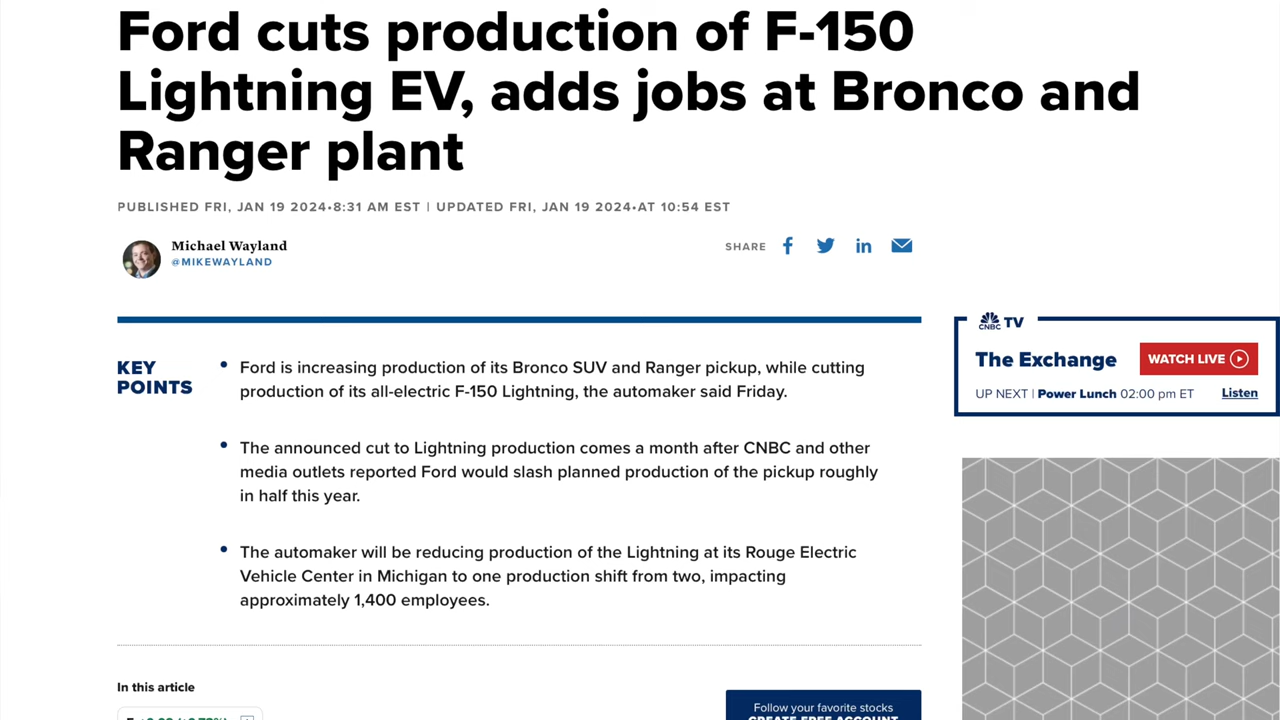 Ford cuts production of F-150
Lightning EV, adds jobs at Bronco and
Ranger plant
PUBLISHED FRI, JAN 19 2024•8:31 AM EST | UPDATED FRI, JAN 19 2024•AT 10:54 EST
Michael Wayland
@MIKEWAYLAND
SHARE
KEY
POINTS
• Ford is increasing production of its Bronco SUV and Ranger pickup, while cutting
production of its all-electric F-150 Lightning, the automaker said Friday.
• The announced cut to Lightning production comes a month after CNBC and other
media outlets reported Ford would slash planned production of the pickup roughly
in half this year.
• The automaker will be reducing production of the Lightning at its Rouge Electric
Vehicle Center in Michigan to one production shift from two, impacting
approximately 1,400 employees.
In this article
CNBC TV
The Exchange
WATCH LIVE
UP NEXT | Power Lunch 02:00 pm ET
Listen
Follow your favorite stocks
CREATE FREE ACCOUNT